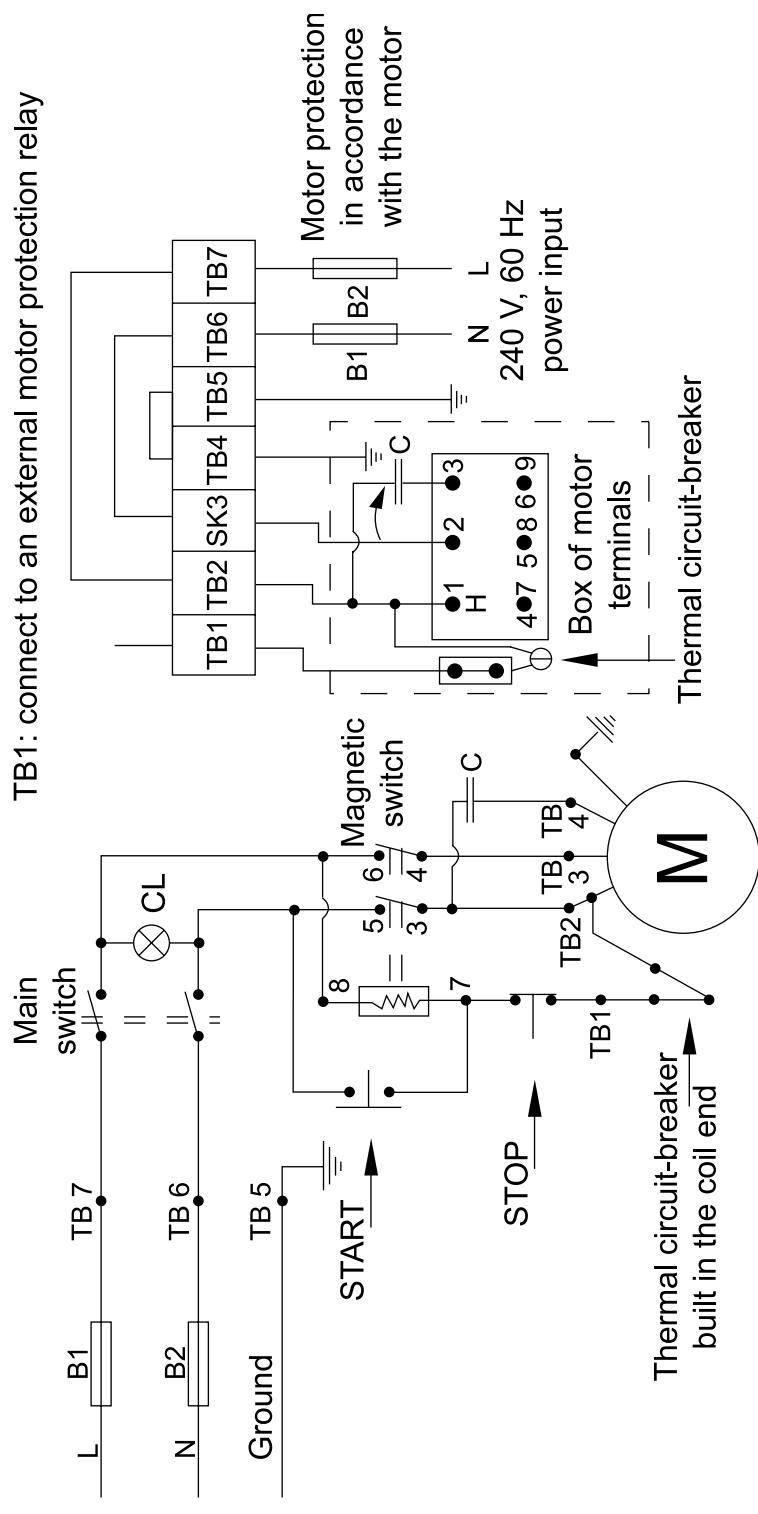 TB1: connect to an external motor protection relay
L
B1
TB 7
Main
switch
CL
N
B2
TB 6
Ground
TB 5
START
8
7
5
3
6
4
Magnetic
switch
C
STOP
TB1
TB2
TB
3
TB
4
M
Thermal circuit-breaker
built in the coil end
TB1
TB2
SK3
TB4
TB5
TB6
TB7
Motor protection
in accordance
with the motor
B1
B2
N
L
240 V, 60 Hz
power input
C
1
2
3
H
4
7
5
8
6
9
Box of motor
terminals
Thermal circuit-breaker